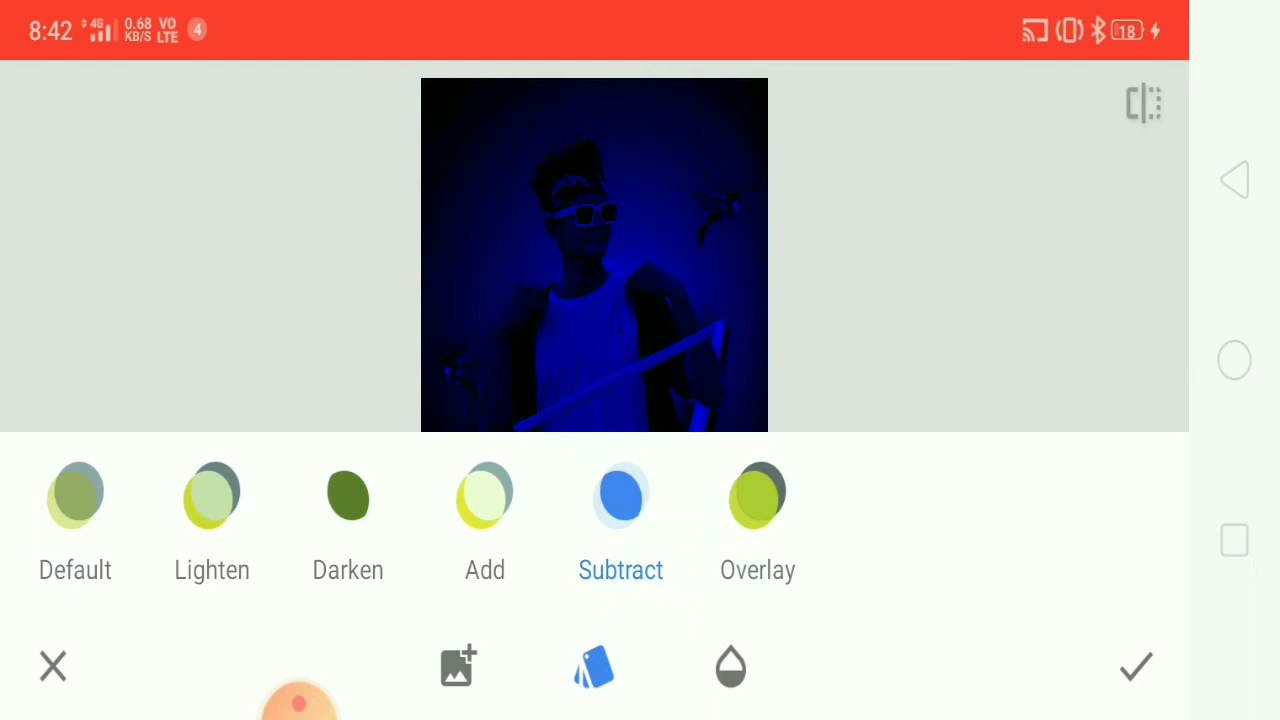 8:42 4G 0.68 KB/S VO LTE 4 18
Default Lighten Darken Add Subtract Overlay